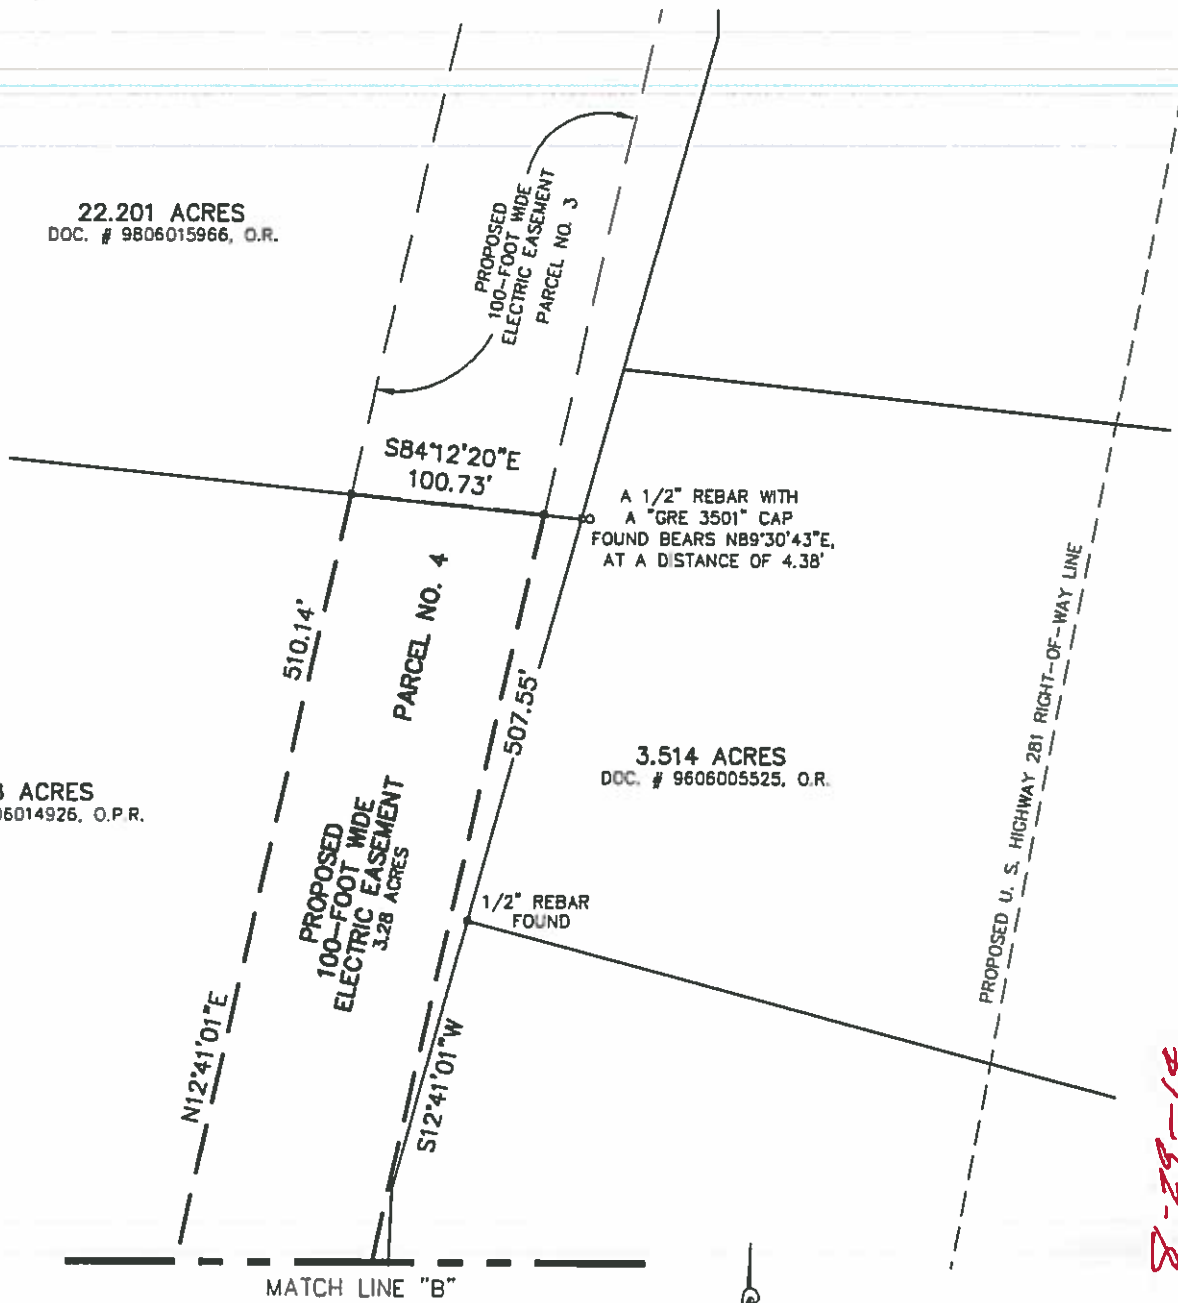 22.201 ACRES
DOC. # 9806015966, O.R.
PROPOSED
100-FOOT WIDE
ELECTRIC EASEMENT
PARCEL NO. 3
S84°12'20"E
100.73'
A 1/2" REBAR WITH
A "GRE 3501" CAP
FOUND BEARS N89°30'43"E,
AT A DISTANCE OF 4.38'
510.14'
PARCEL NO. 4
507.55'
3.514 ACRES
DOC. # 9606005525, O.R.
ACRES
06014926, O.P.R.
PROPOSED
100-FOOT WIDE
ELECTRIC EASEMENT
3.28 ACRES
1/2" REBAR
FOUND
PROPOSED U. S. HIGHWAY 281 RIGHT-OF-WAY LINE
N12°41'01"E
S12°41'01"W
8-29-14
MATCH LINE "B"